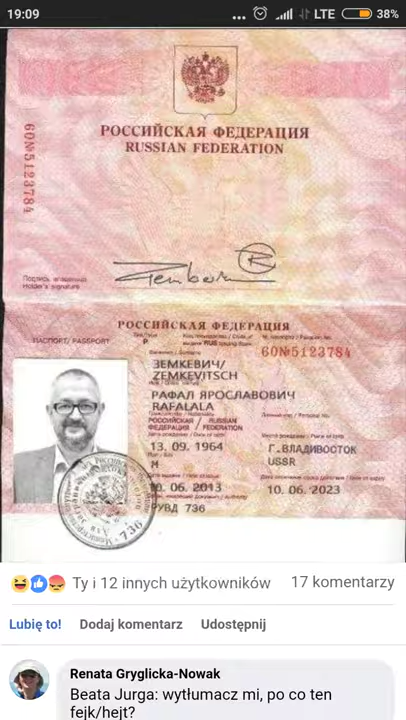 19:09
... LTE 38%
РОССИЙСКАЯ ФЕДЕРАЦИЯ
RUSSIAN FEDERATION
60№5123784
Подпись владельца
Holder's signature
РОССИЙСКАЯ ФЕДЕРАЦИЯ
ПАСПОРТ/ PASSPORT
P
RUS
60№5123784
ЗЕМКЕВИЧ/
ZEMKEVITSCH
РАФАЛ ЯРОСЛАВОВИЧ
RAFALALA
РОССИЙСКАЯ / RUSSIAN
ФЕДЕРАЦИЯ / FEDERATION
13. 09. 1964
Г.ВЛАДИВОСТОК
М
USSR
10. 06. 2013
10. 06. 2023
РУВД 736
736
Ty i 12 innych użytkowników
17 komentarzy
Lubię to!
Dodaj komentarz
Udostępnij
Renata Gryglicka-Nowak
Beata Jurga: wytłumacz mi, po co ten
fejk/hejt?